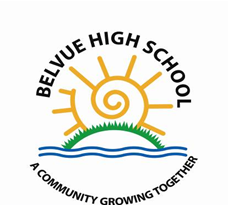 BELVUE HIGH SCHOOL
A COMMUNITY GROWING TOGETHER